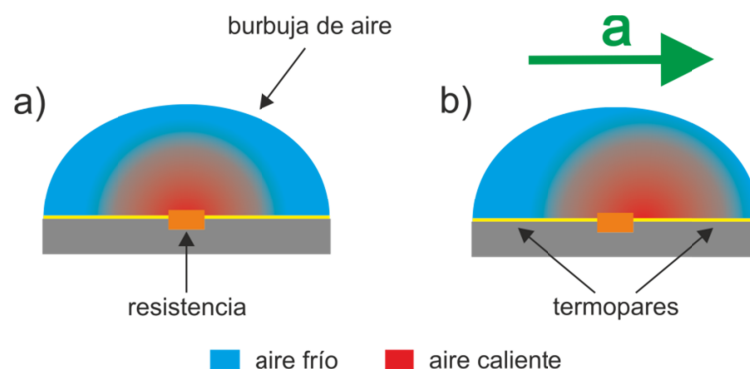 burbuja de aire
a
a)
b)
resistencia
termopares
aire frío
aire caliente